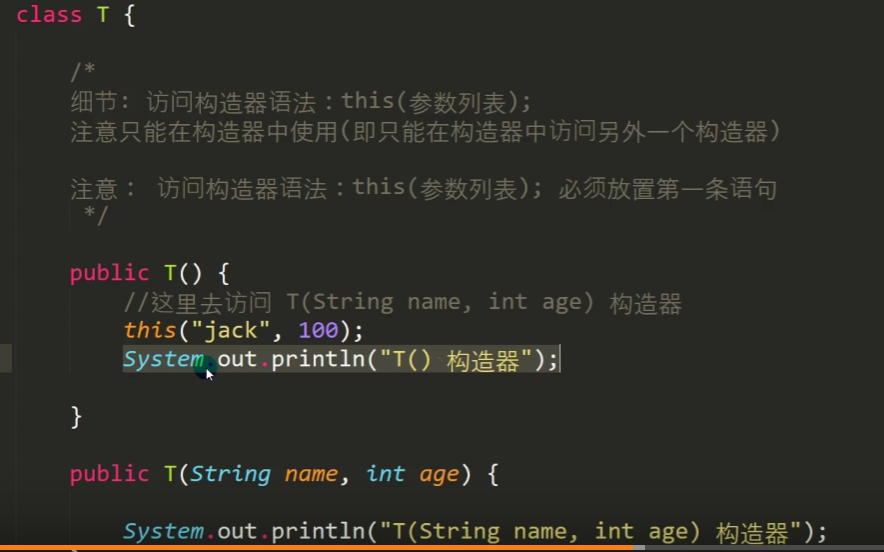 class T {
/*
细节: 访问构造器语法：this(参数列表);
注意只能在构造器中使用(即只能在构造器中访问另外一个构造器)
注意： 访问构造器语法：this(参数列表); 必须放置第一条语句
*/
public T() {
//这里去访问 T(String name, int age) 构造器
this("jack", 100);
System.out.println("T() 构造器");
}
public T(String name, int age) {
System.out.println("T(String name, int age) 构造器");
}